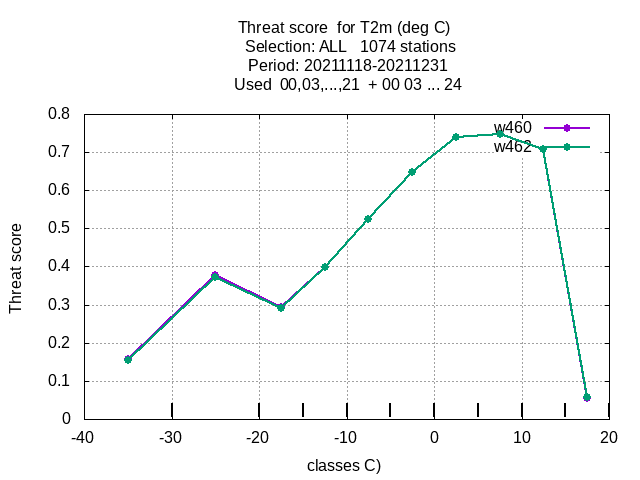 Threat score  for T2m (deg C)
Selection: ALL   1074 stations
Period: 20211118-20211231
Used  00,03,...,21  + 00 03 ... 24
0.8
0.7
0.6
0.5
0.4
0.3
0.2
0.1
0
Threat score
w460
w462
-40 -30 -20 -10 0 10 20
classes C)